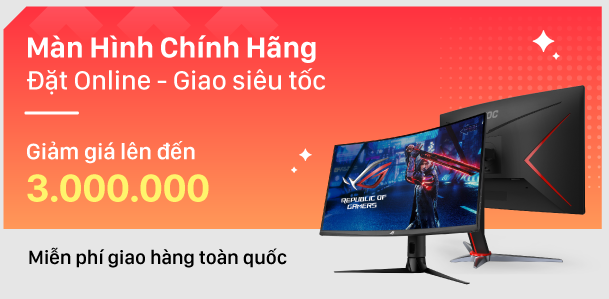 Màn Hình Chính Hãng
Đặt Online - Giao siêu tốc
Giảm giá lên đến
3.000.000
REPUBLIC OF
GAMERS
Miễn phí giao hàng toàn quốc